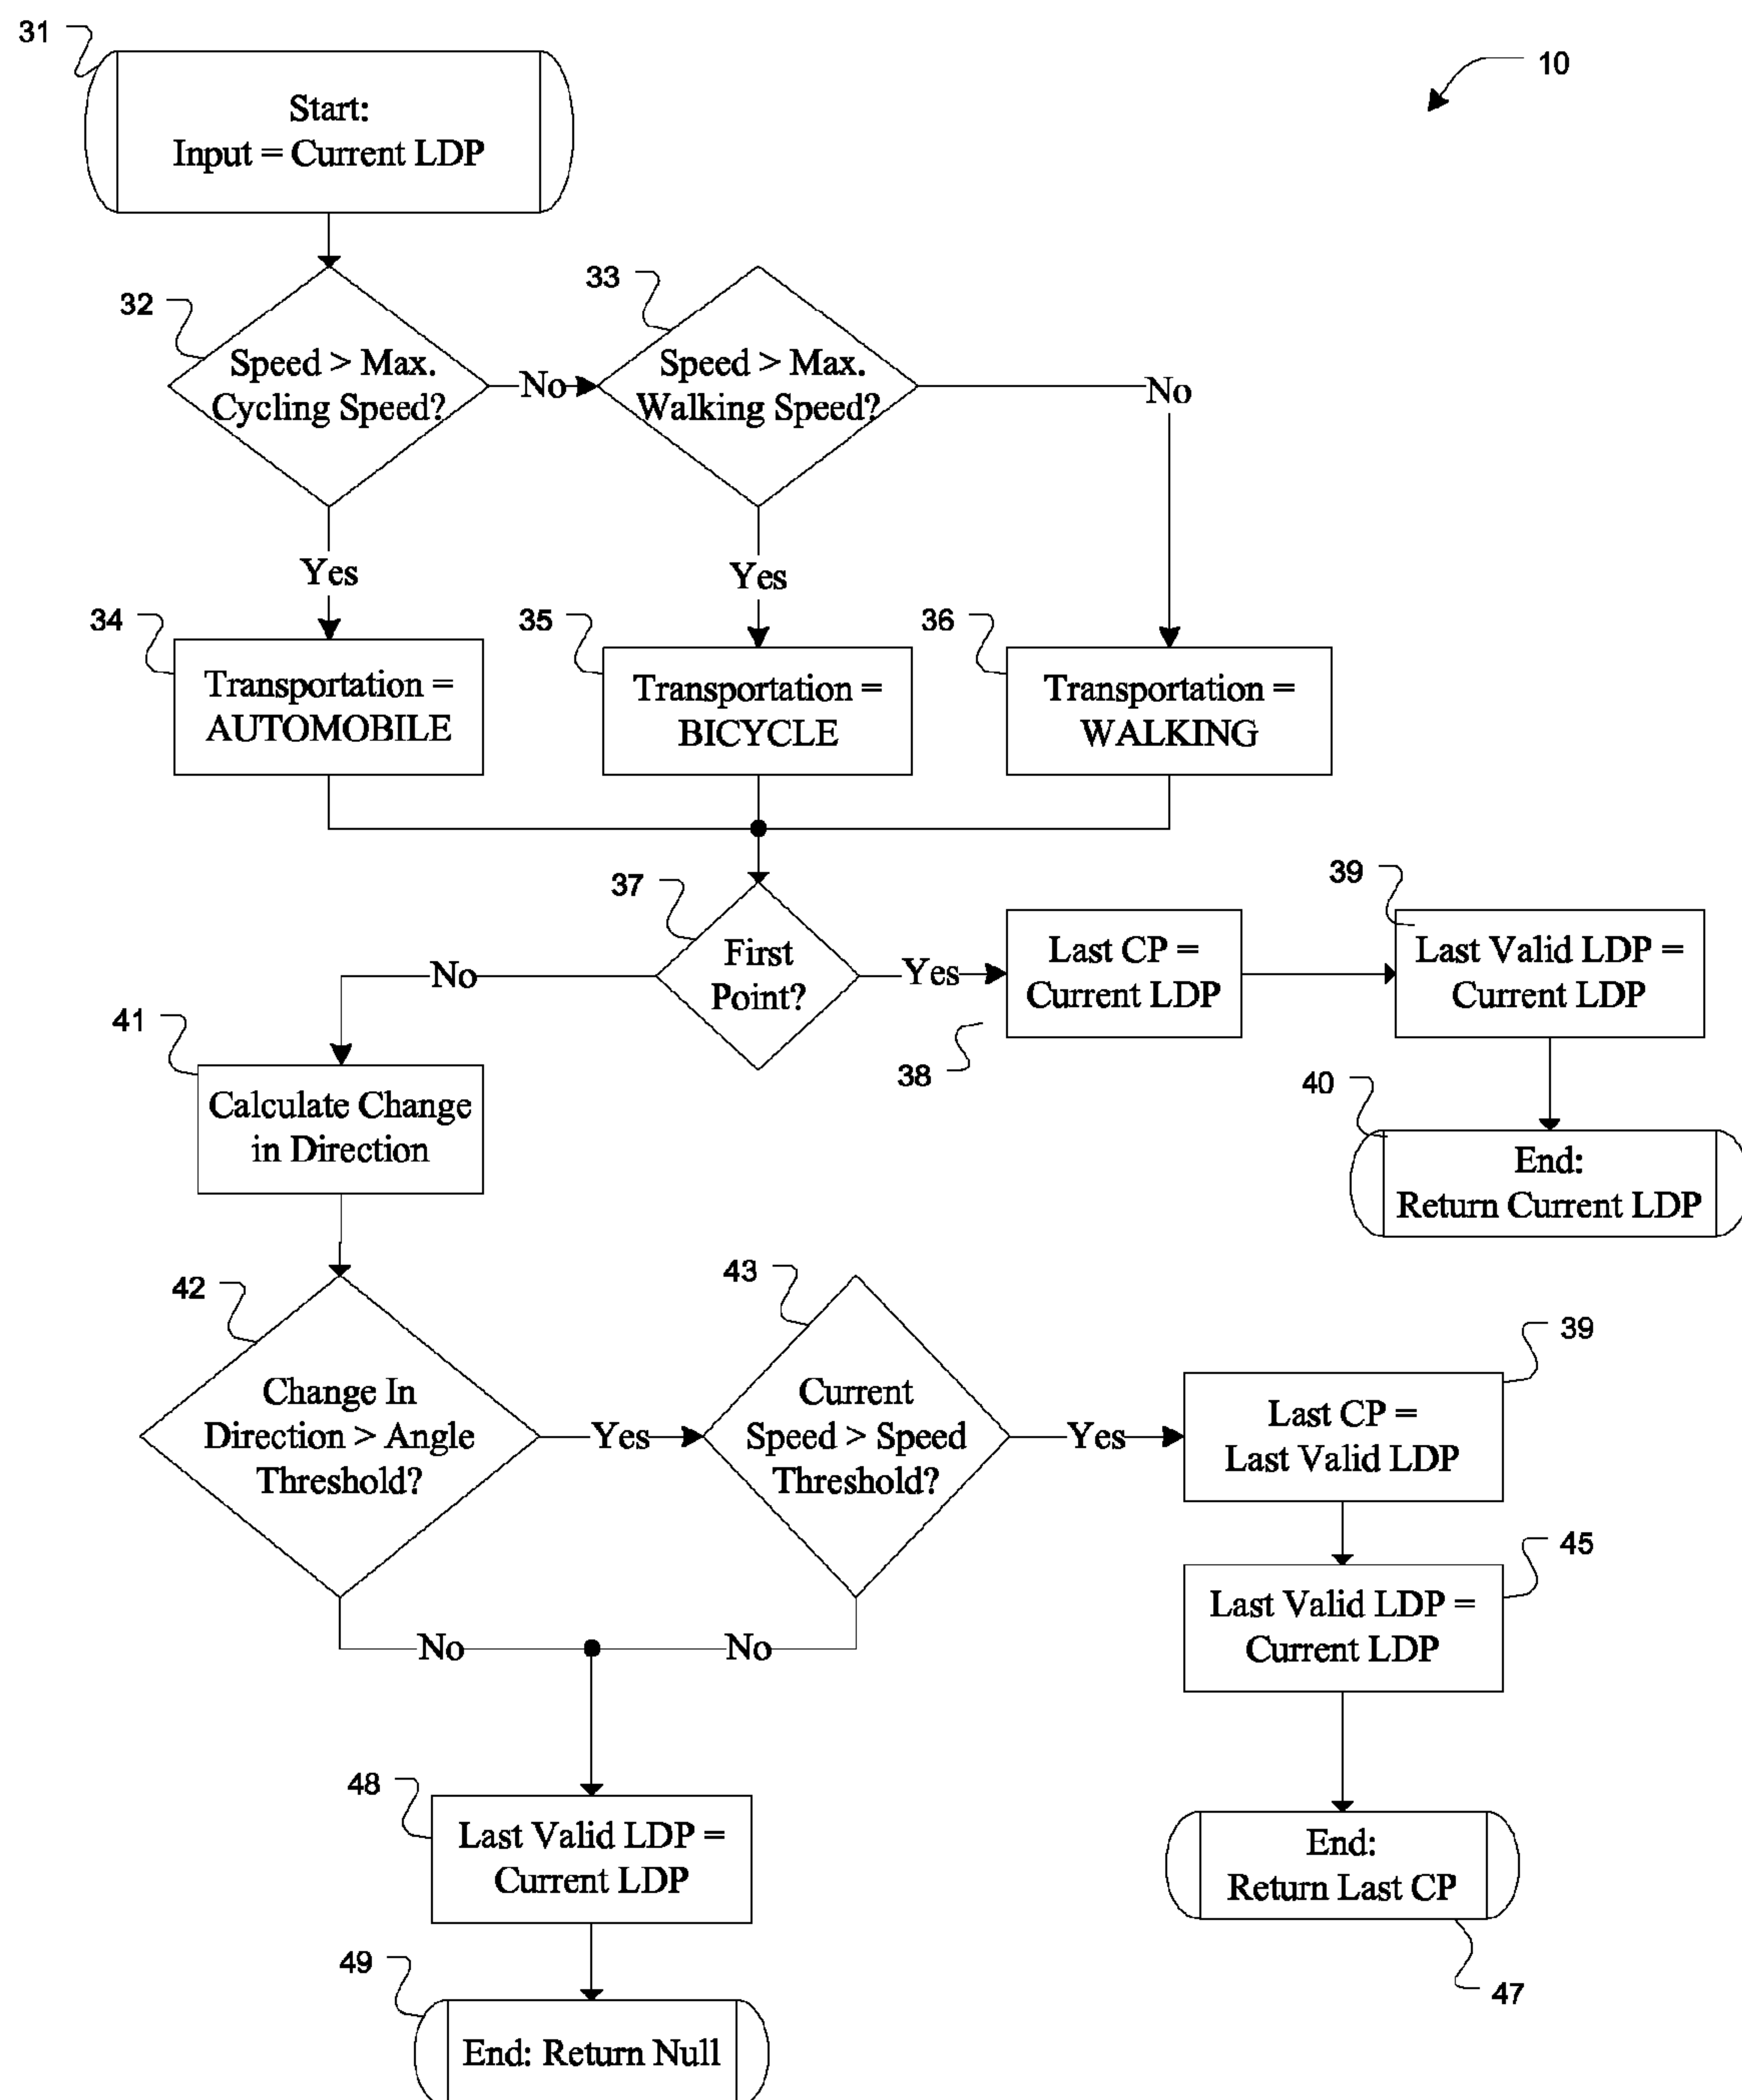 31
Start:
Input = Current LDP
10
32
Speed > Max.
Cycling Speed?
No
33
Speed > Max.
Walking Speed?
No
Yes
Yes
34
Transportation =
AUTOMOBILE
35
Transportation =
BICYCLE
36
Transportation =
WALKING
37
First
Point?
No
Yes
Last CP =
Current LDP
38
39
Last Valid LDP =
Current LDP
40
End:
Return Current LDP
41
Calculate Change
in Direction
42
Change In
Direction > Angle
Threshold?
Yes
43
Current
Speed > Speed
Threshold?
Yes
39
Last CP =
Last Valid LDP
45
Last Valid LDP =
Current LDP
No
No
48
Last Valid LDP =
Current LDP
End:
Return Last CP
47
49
End: Return Null